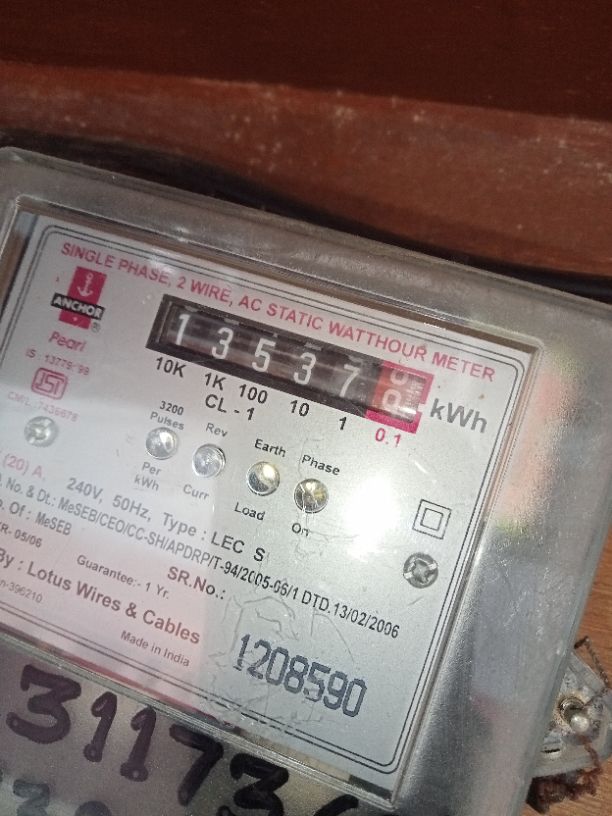 SINGLE PHASE, 2 WIRE, AC STATIC WATTHOUR METER
ANCHOR ®
Pearl
IS : 13779/99
13537 kWh
10K 1K 100 10 1 0.1
CL - 1
3200 Pulses Per kWh
Rev Curr
Earth Load
Phase On
(20) A, 240V, 50Hz, Type : LEC
No. & Dt.: MeSEB/CEO/CC-SH/APDRP/T-94/2005-06/1 DTD.13/02/2006
Of : MeSEB
05/06
Guarantee:- 1 Yr.
SR.No.:
By : Lotus Wires & Cables
396210
Made in India
1208590
31173